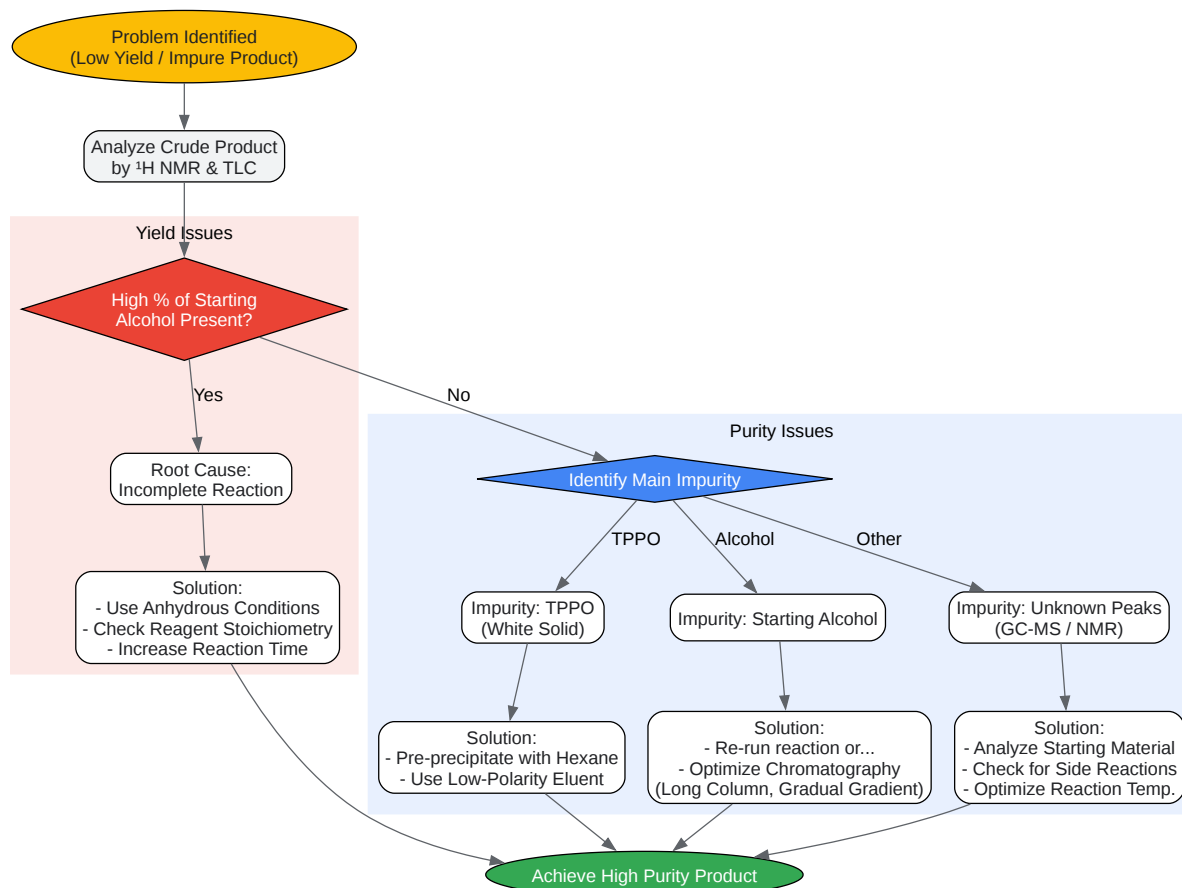 Problem Identified
(Low Yield / Impure Product)
Analyze Crude Product
by ¹H NMR & TLC
Yield Issues
High % of Starting
Alcohol Present?
Yes
No
Root Cause:
Incomplete Reaction
Solution:
- Use Anhydrous Conditions
- Check Reagent Stoichiometry
- Increase Reaction Time
Purity Issues
Identify Main Impurity
TPPO
Alcohol
Other
Impurity: TPPO
(White Solid)
Impurity: Starting Alcohol
Impurity: Unknown Peaks
(GC-MS / NMR)
Solution:
- Pre-precipitate with Hexane
- Use Low-Polarity Eluent
Solution:
- Re-run reaction or...
- Optimize Chromatography
(Long Column, Gradual Gradient)
Solution:
- Analyze Starting Material
- Check for Side Reactions
- Optimize Reaction Temp.
Achieve High Purity Product